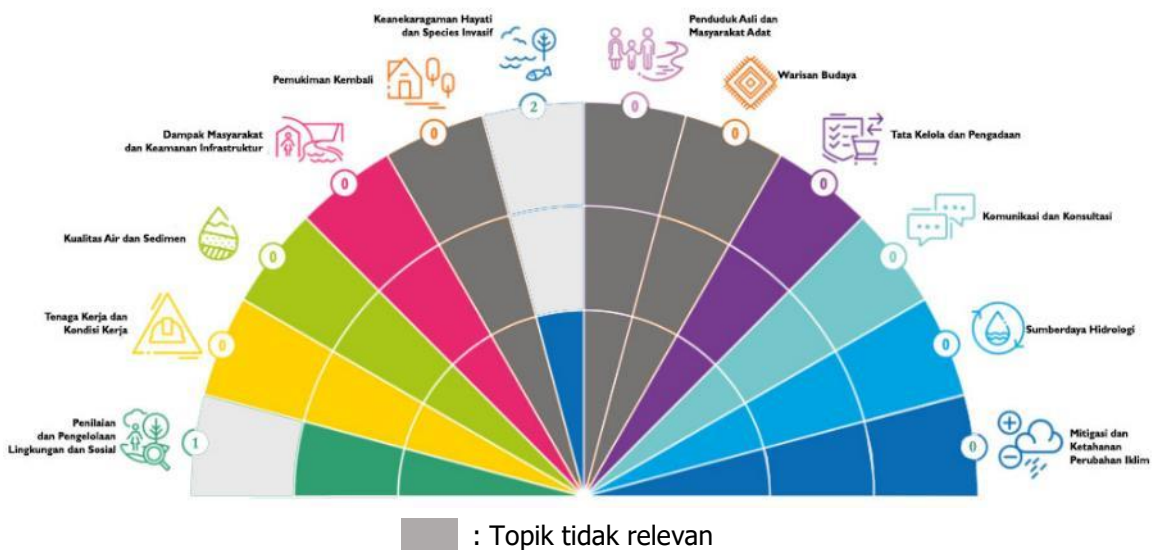 Keanekaragaman Hayati
dan Species Invasif
2
Penduduk Asli dan
Masyarakat Adat
0
Pemukiman Kembali
0
Warisan Budaya
0
Dampak Masyarakat
dan Keamanan Infrastruktur
0
Tata Kelola dan Pengadaan
0
Kualitas Air dan Sedimen
0
Komunikasi dan Konsultasi
0
Tenaga Kerja dan
Kondisi Kerja
0
Sumberdaya Hidrologi
0
Penilaian
dan Pengelolaan
Lingkungan dan Sosial
1
Mitigasi dan
Ketahanan
Perubahan Iklim
0
: Topik tidak relevan